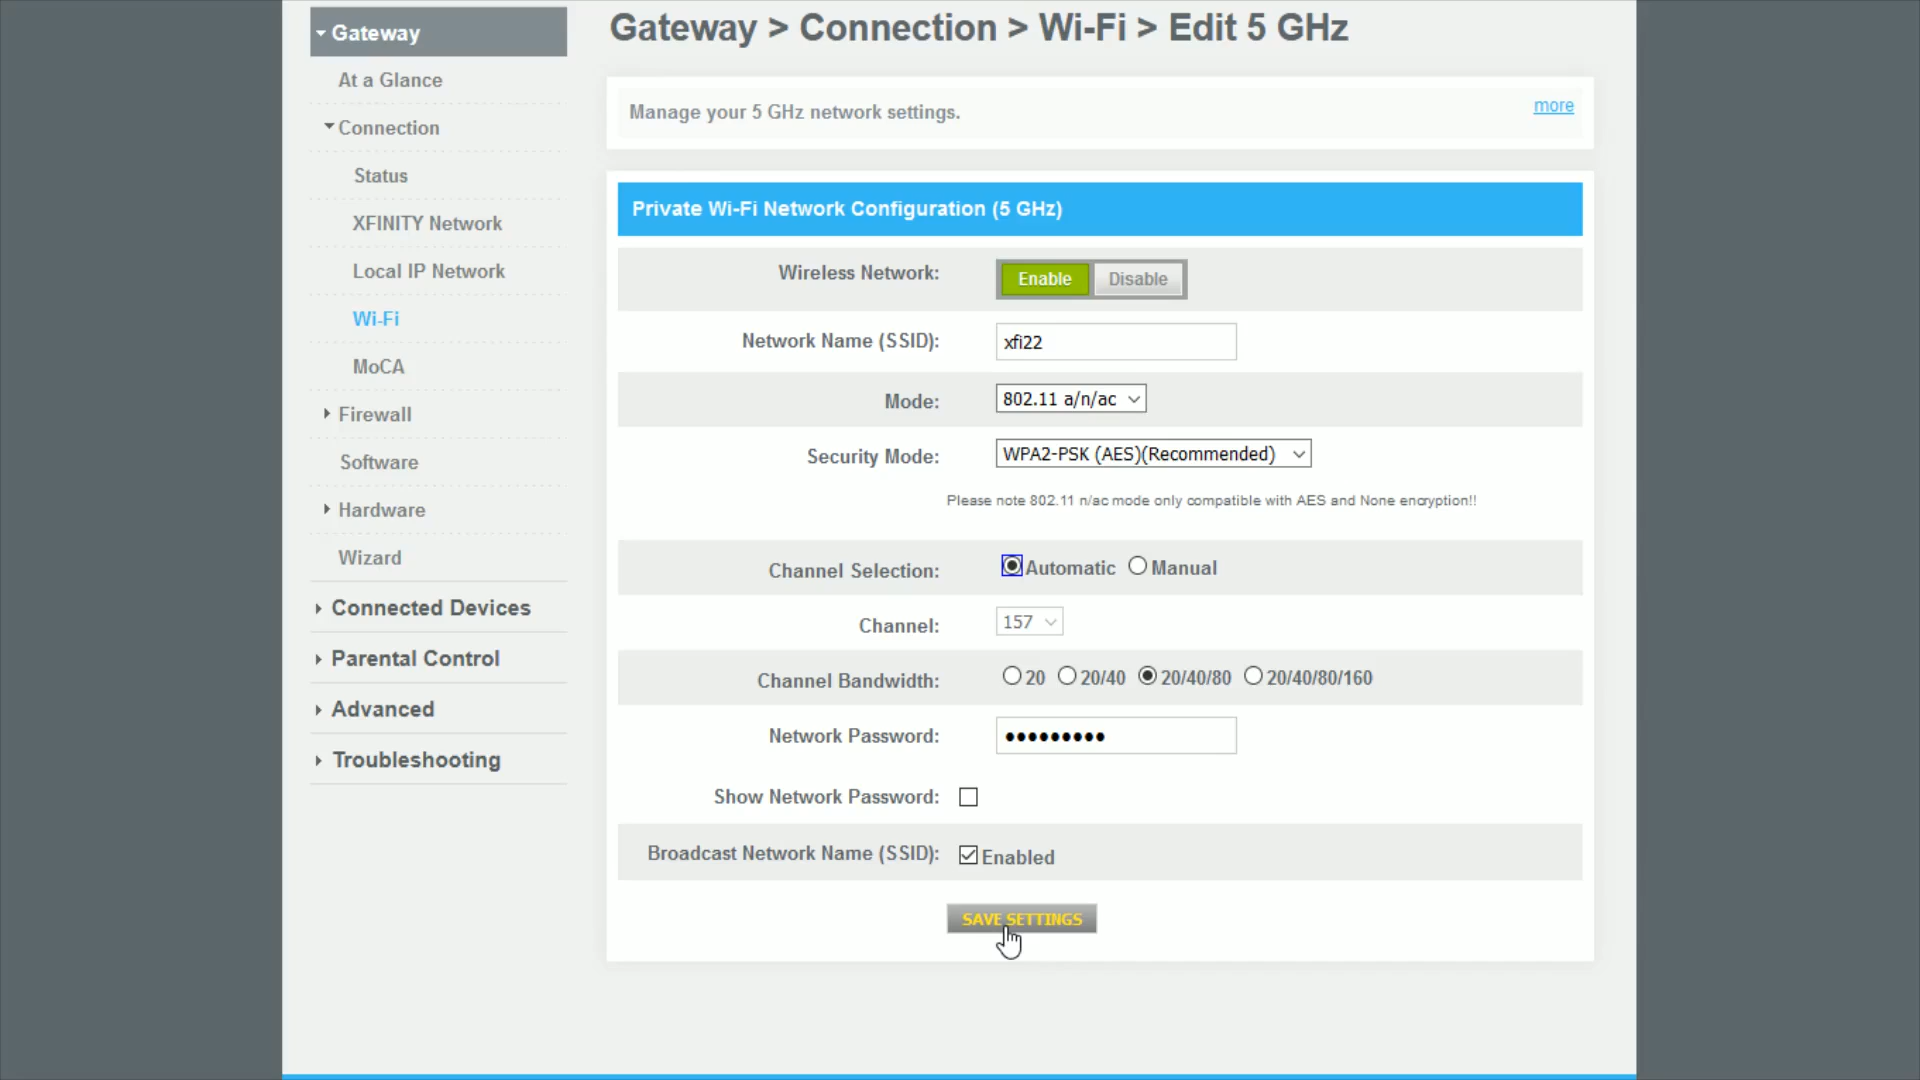 Gateway
At a Glance
Connection
Status
XFINITY Network
Local IP Network
Wi-Fi
MoCA
Firewall
Software
Hardware
Wizard
Connected Devices
Parental Control
Advanced
Troubleshooting
Gateway > Connection > Wi-Fi > Edit 5 GHz
Manage your 5 GHz network settings.
more
Private Wi-Fi Network Configuration (5 GHz)
Wireless Network: Enable Disable
Network Name (SSID): xfi22
Mode: 802.11 a/n/ac
Security Mode: WPA2-PSK (AES)(Recommended)
Please note 802.11 n/ac mode only compatible with AES and None encryption!!
Channel Selection: Automatic Manual
Channel: 157
Channel Bandwidth: 20 20/40 20/40/80 20/40/80/160
Network Password: •••••••••
Show Network Password:
Broadcast Network Name (SSID): Enabled
SAVE SETTINGS